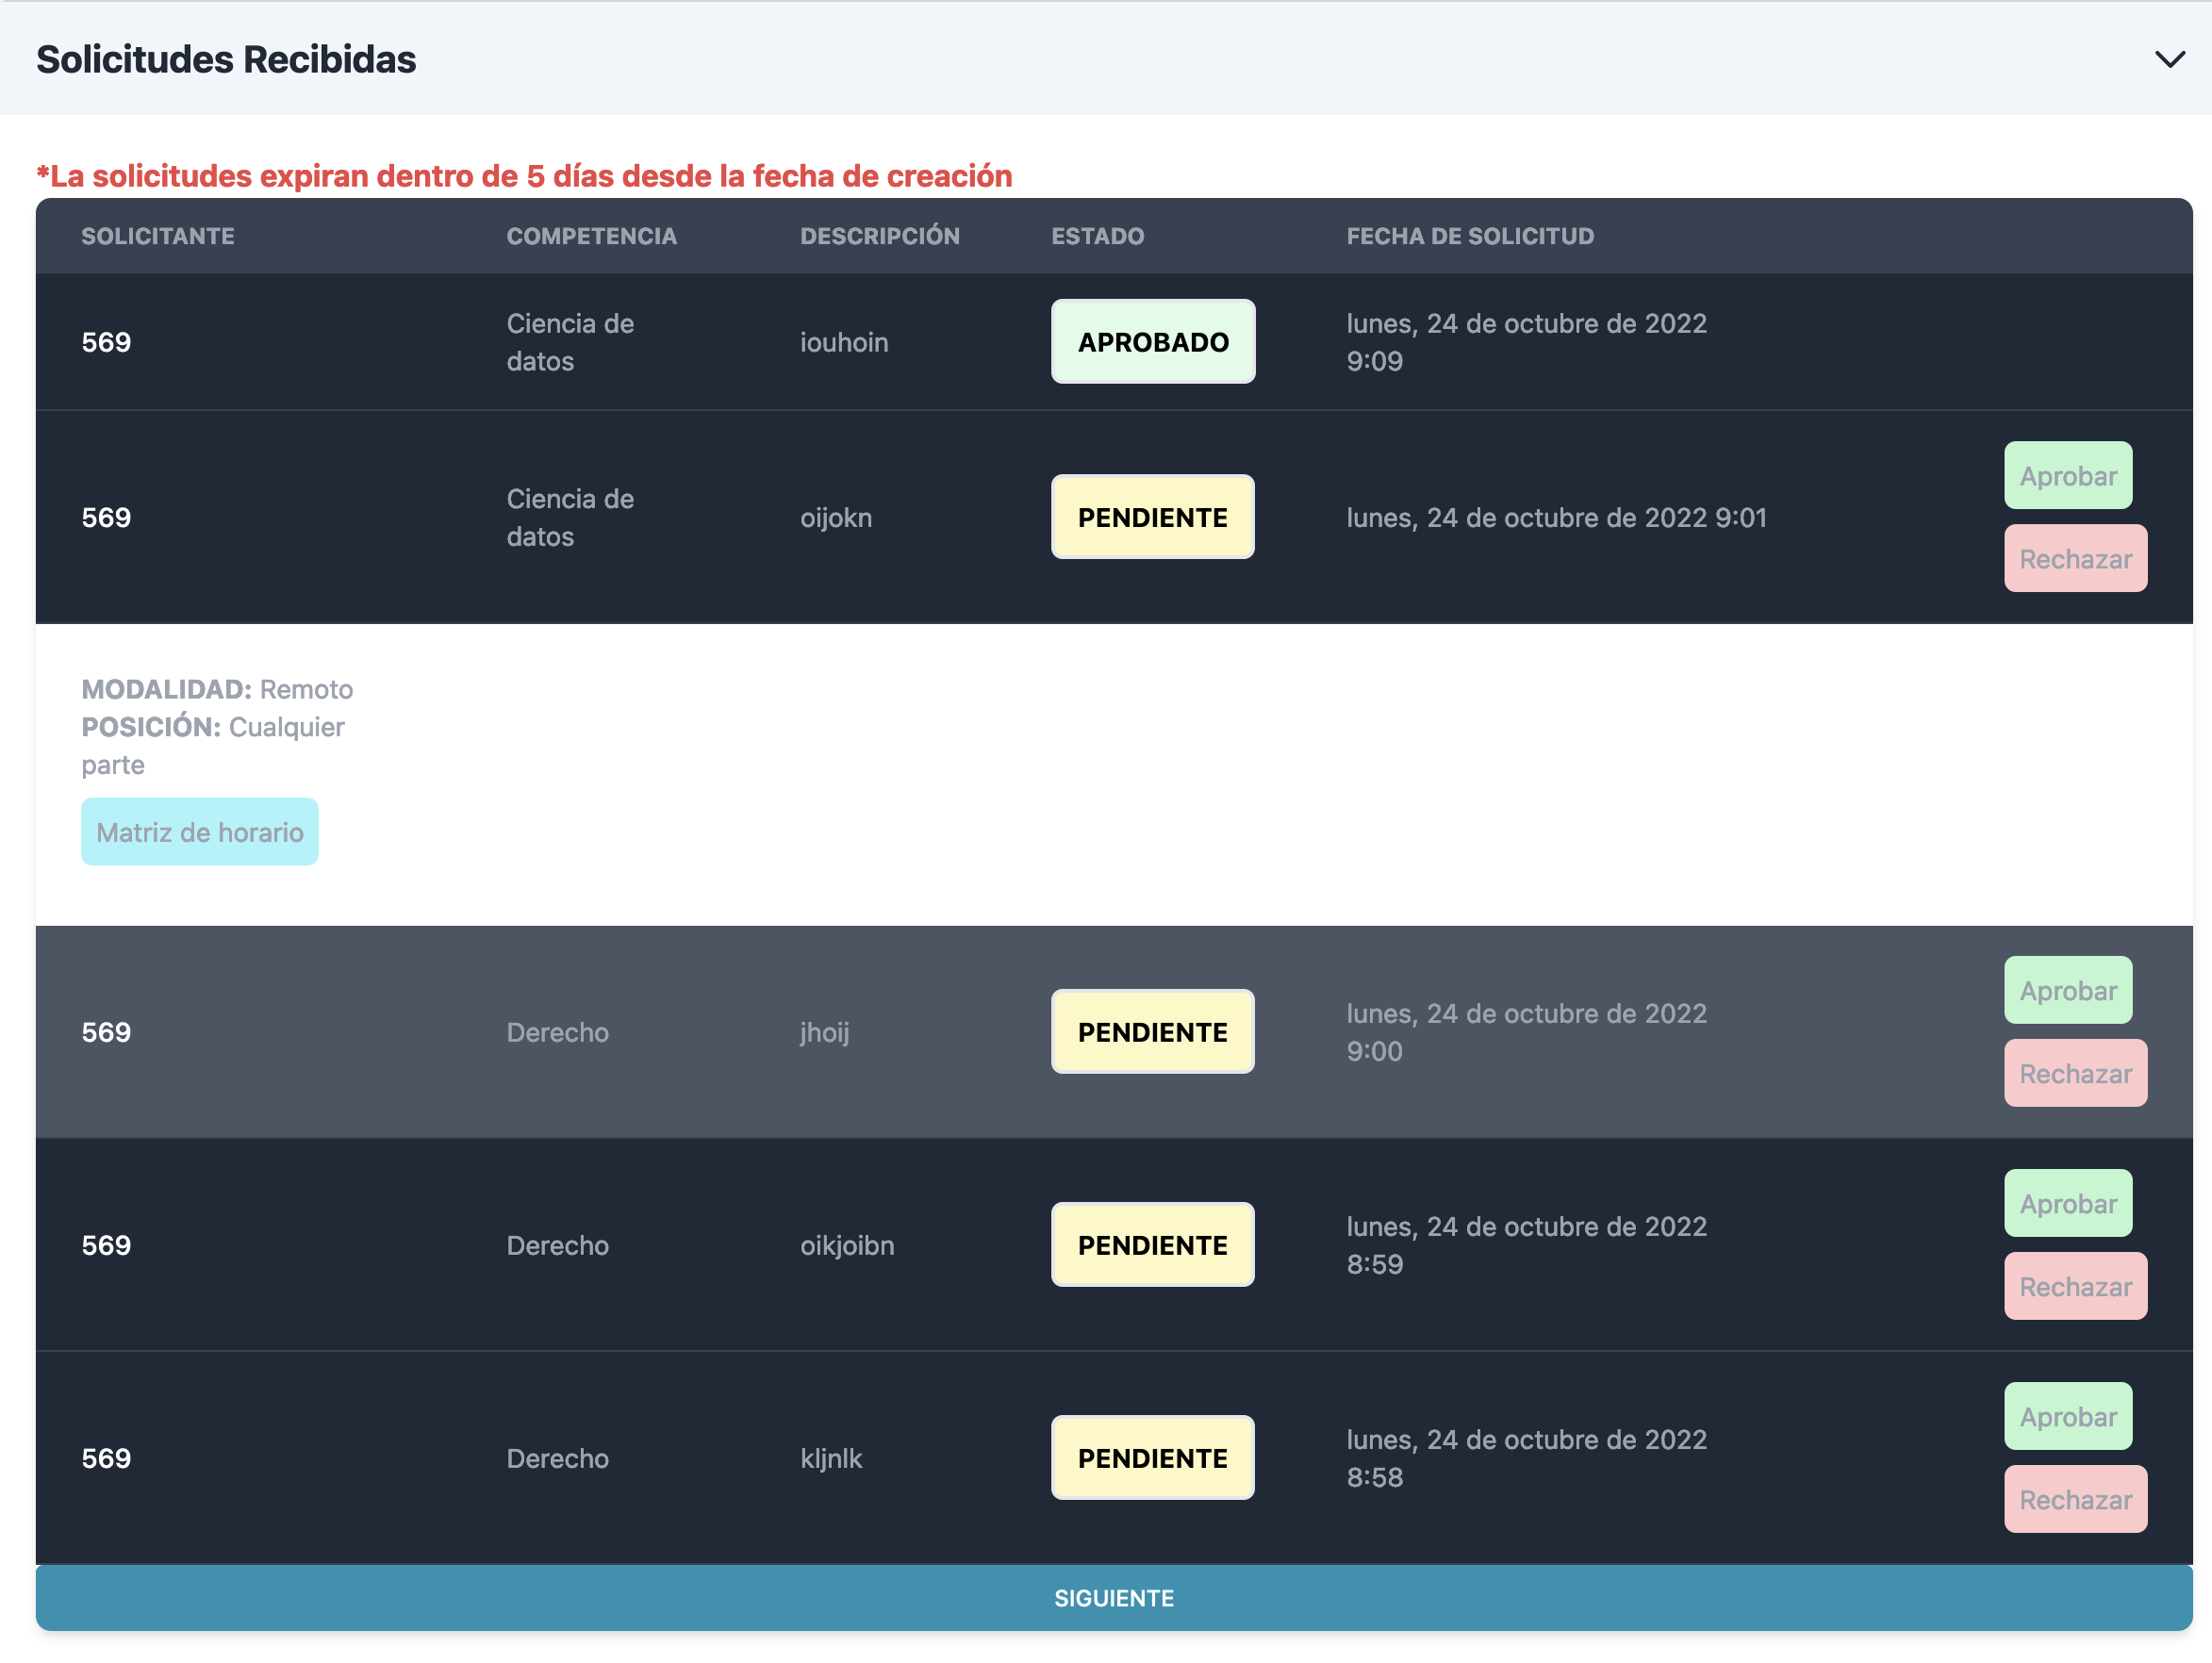 Solicitudes Recibidas
*La solicitudes expiran dentro de 5 días desde la fecha de creación
SOLICITANTE COMPETENCIA DESCRIPCIÓN ESTADO FECHA DE SOLICITUD
569 Ciencia de datos iouhoin APROBADO lunes, 24 de octubre de 2022 9:09
569 Ciencia de datos oijokn PENDIENTE lunes, 24 de octubre de 2022 9:01 Aprobar
Rechazar
MODALIDAD: Remoto
POSICIÓN: Cualquier
parte
Matriz de horario
569 Derecho jhoij PENDIENTE lunes, 24 de octubre de 2022 9:00 Aprobar
Rechazar
569 Derecho oikjoibn PENDIENTE lunes, 24 de octubre de 2022 8:59 Aprobar
Rechazar
569 Derecho kljnlk PENDIENTE lunes, 24 de octubre de 2022 8:58 Aprobar
Rechazar
SIGUIENTE